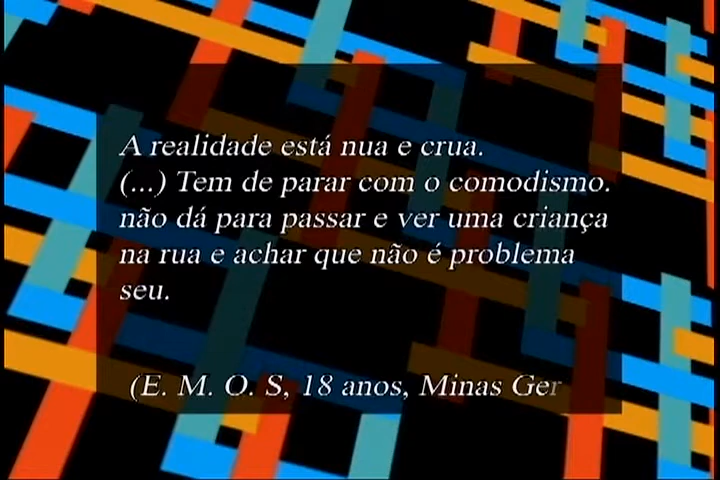 A realidade está nua e crua.
(...) Tem de parar com o comodismo.
não dá para passar e ver uma criança
na rua e achar que não é problema
seu.
(E. M. O. S, 18 anos, Minas Ger